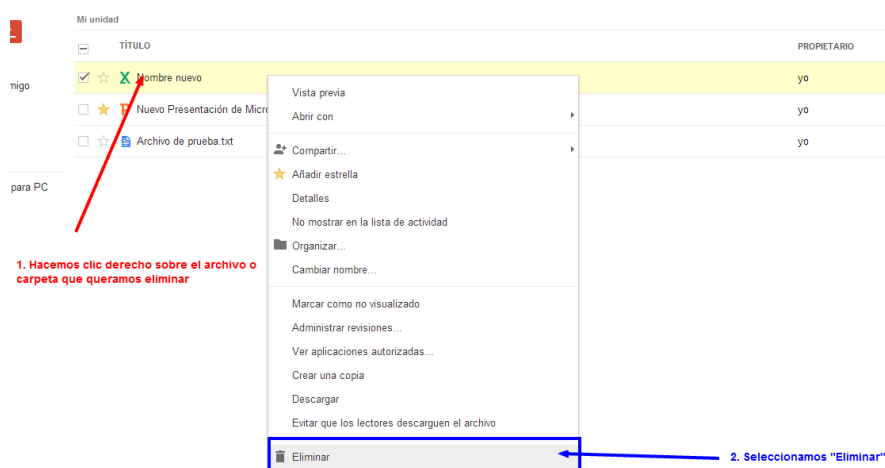 Mi unidad
TÍTULO
PROPIETARIO
Nombre nuevo
yo
migo
Nuevo Presentación de Micro
yo
Archivo de prueba.txt
yo
para PC
Vista previa
Abrir con
Compartir...
Añadir estrella
Detalles
No mostrar en la lista de actividad
Organizar...
Cambiar nombre...
Marcar como no visualizado
Administrar revisiones...
Ver aplicaciones autorizadas...
Crear una copia
Descargar
Evitar que los lectores descarguen el archivo
Eliminar
1. Hacemos clic derecho sobre el archivo o
carpeta que queramos eliminar
2. Seleccionamos "Eliminar"